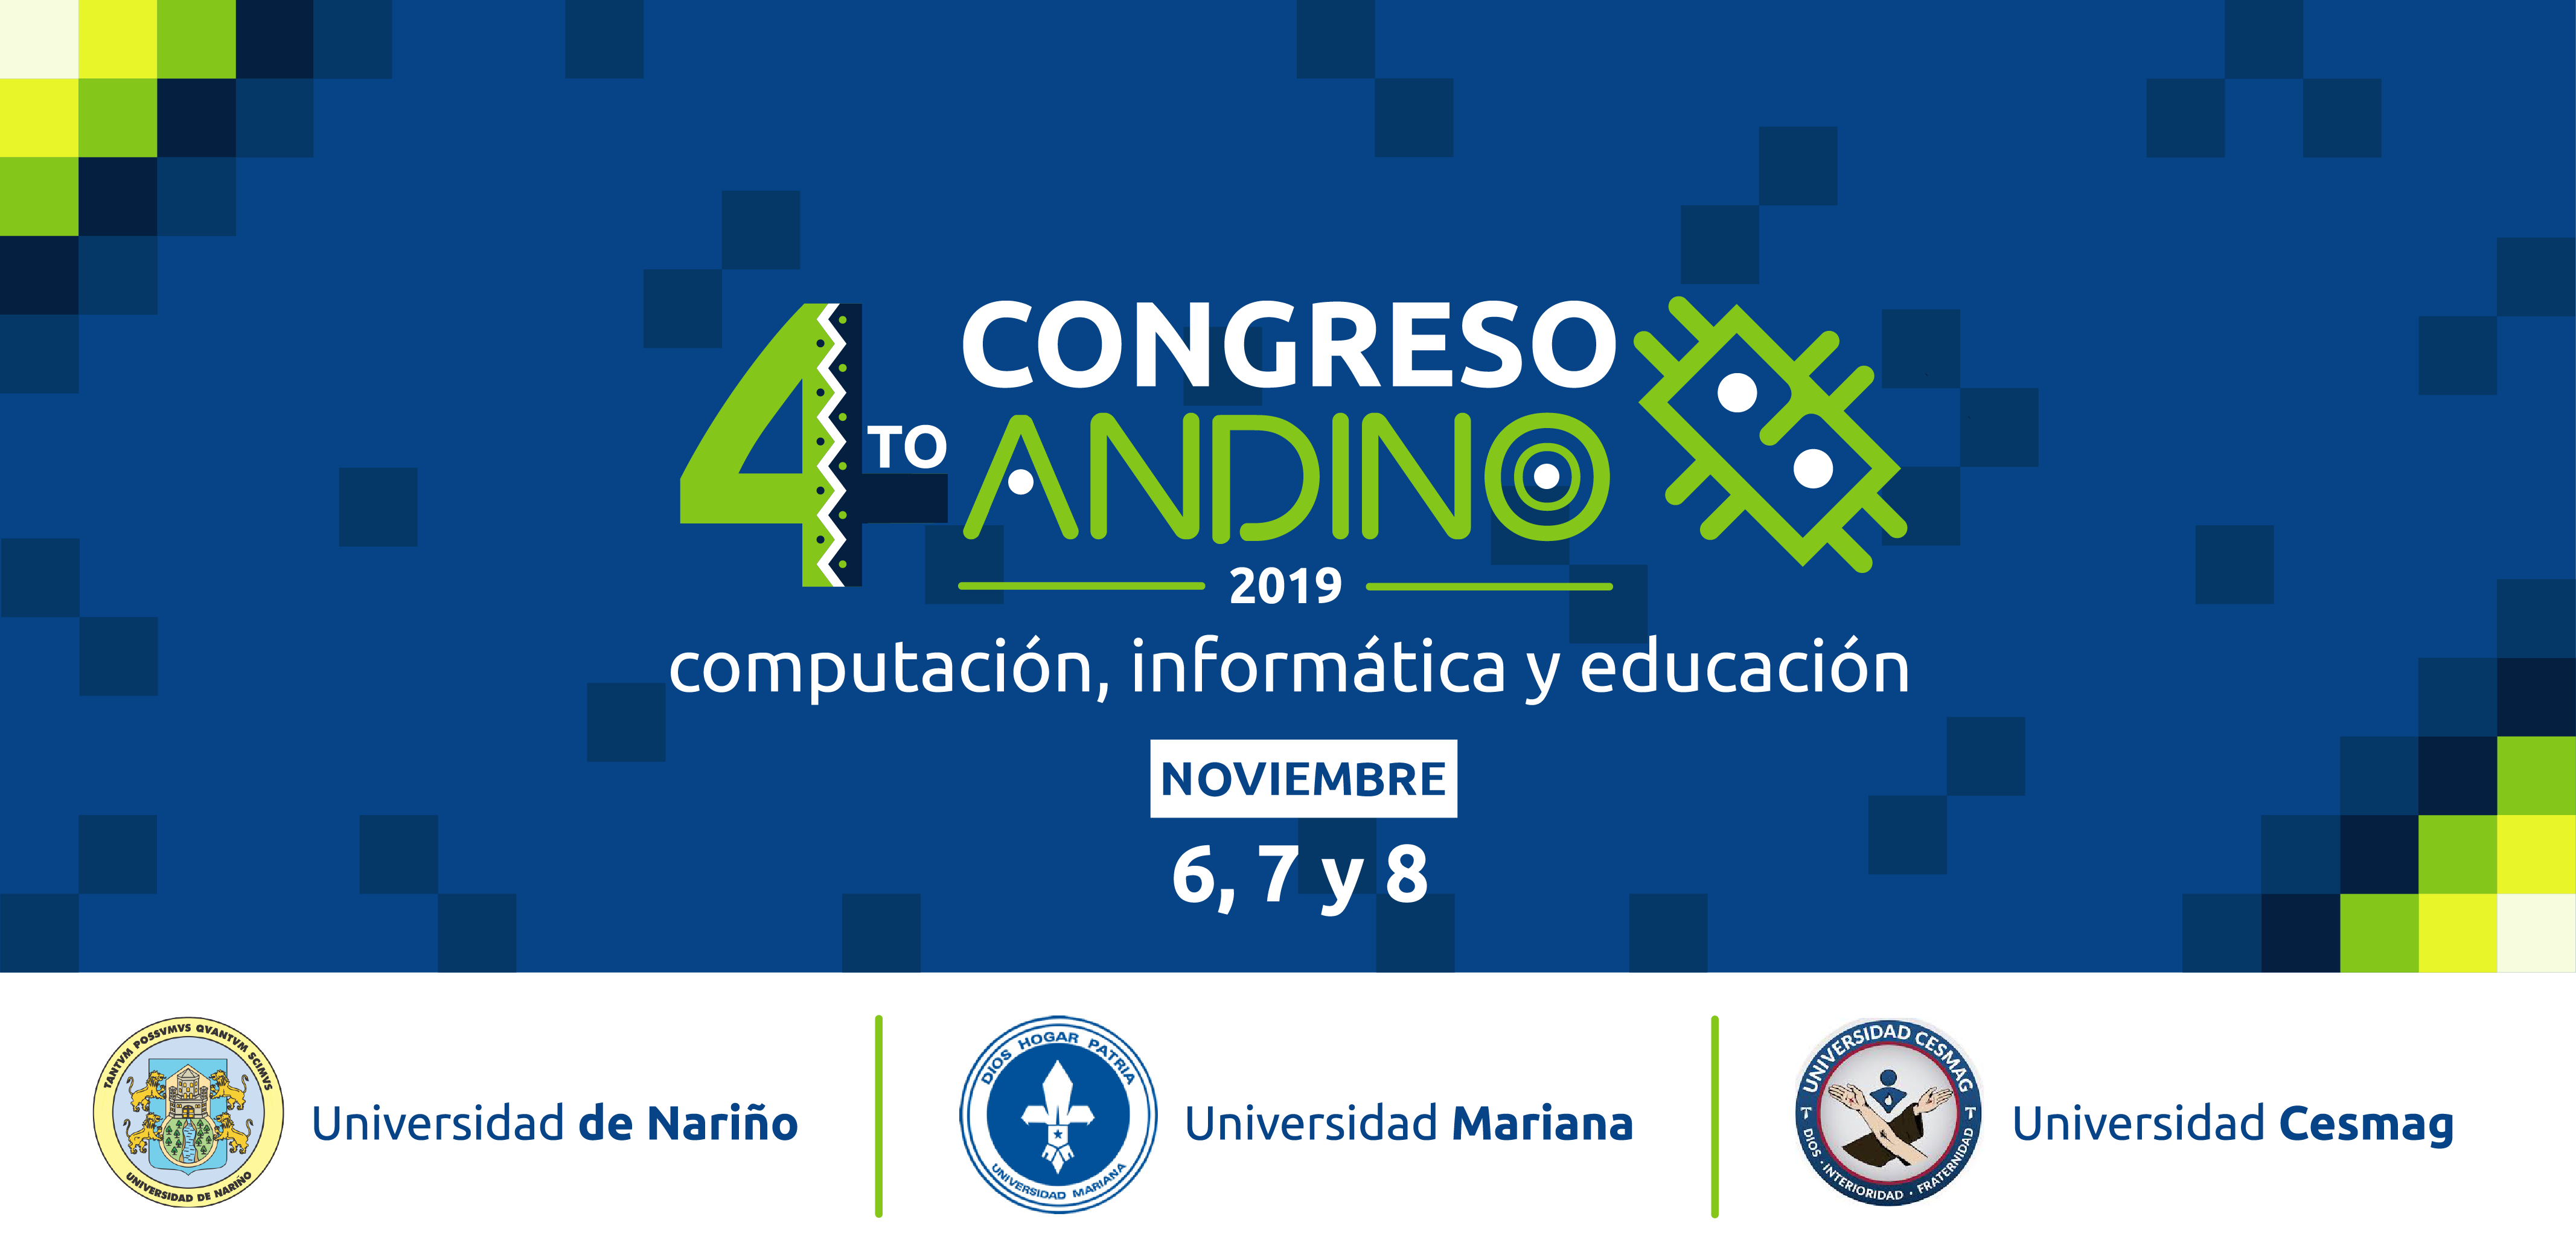 4TO
CONGRESO
ANDINO
2019
computación, informática y educación
NOVIEMBRE
6, 7 y 8
TANTVM POSSVMVS QVANTVM SCIMVS
UNIVERSIDAD DE NARIÑO
Universidad de Nariño
DIOS HOGAR PATRIA
UNIVERSIDAD MARIANA
Universidad Mariana
UNIVERSIDAD CESMAG
DIOS · INTERIORIDAD · FRATERNIDAD
Universidad Cesmag